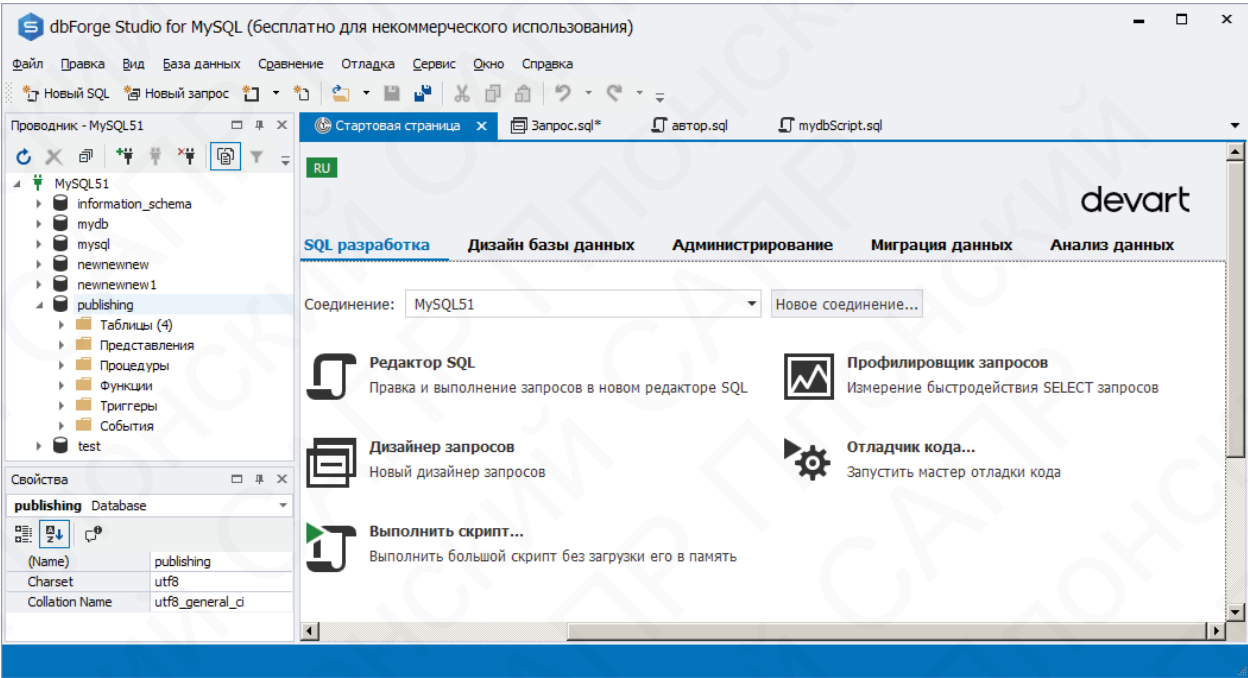 dbForge Studio for MySQL (бесплатно для некоммерческого использования)
Файл Правка Вид База данных Сравнение Отладка Сервис Окно Справка
Новый SQL Новый запрос
Проводник - MySQL51
Стартовая страница Запрос.sql* автор.sql mydbScript.sql
MySQL51
information_schema
mydb
mysql
newnewnew
newnewnew1
publishing
Таблицы (4)
Представления
Процедуры
Функции
Триггеры
События
test
Свойства
publishing Database
(Name) publishing
Charset utf8
Collation Name utf8_general_ci
RU
devart
SQL разработка Дизайн базы данных Администрирование Миграция данных Анализ данных
Соединение: MySQL51 Новое соединение...
Редактор SQL
Правка и выполнение запросов в новом редакторе SQL
Профилировщик запросов
Измерение быстродействия SELECT запросов
Дизайнер запросов
Новый дизайнер запросов
Отладчик кода...
Запустить мастер отладки кода
Выполнить скрипт...
Выполнить большой скрипт без загрузки его в память